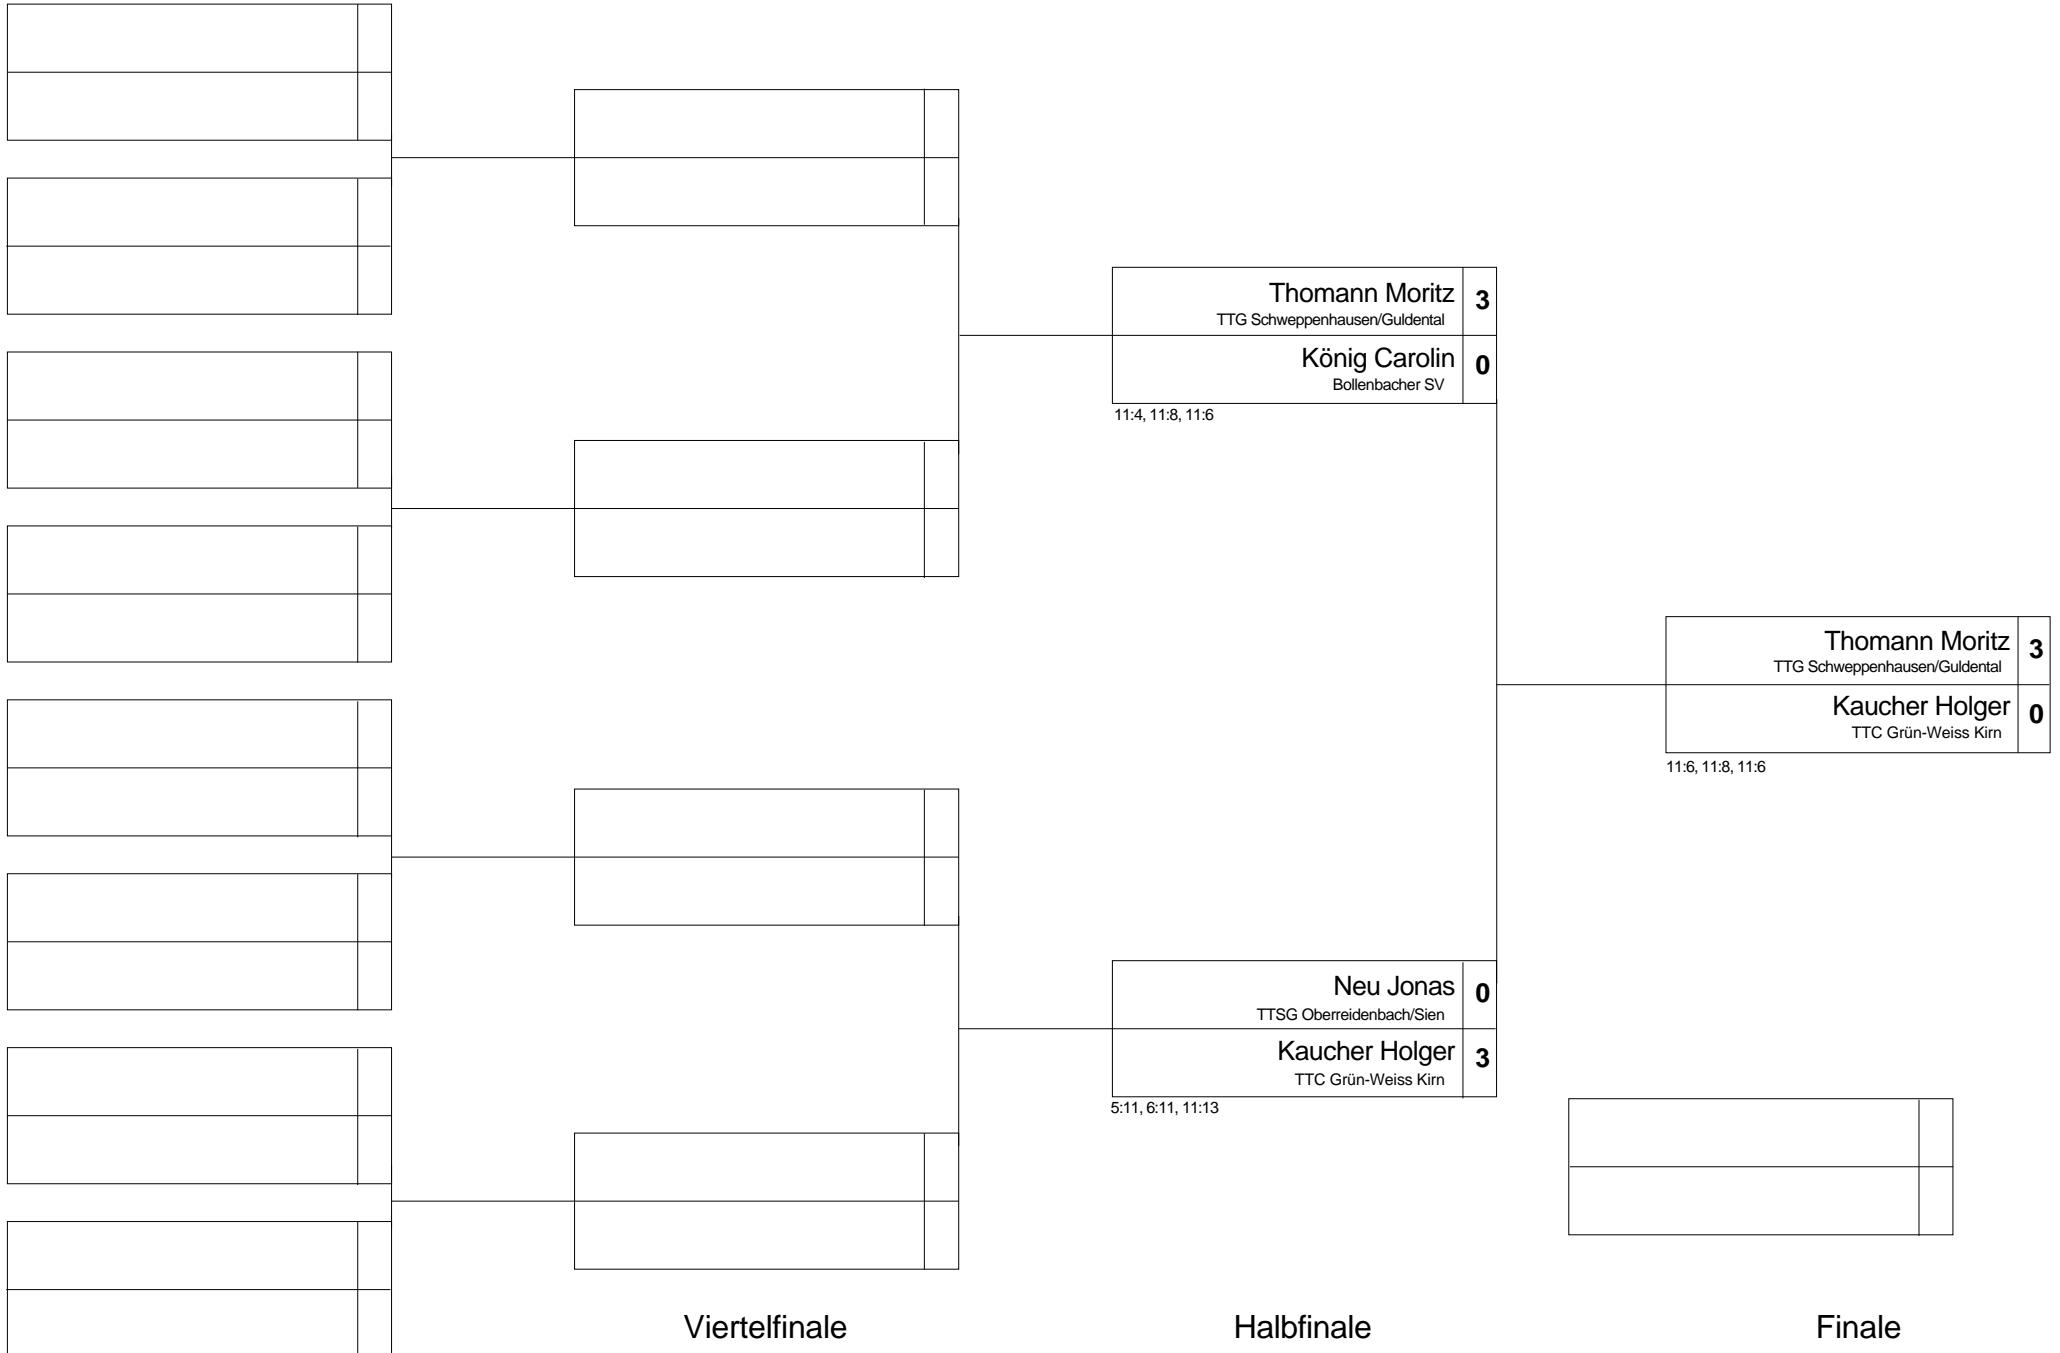 Thomann Moritz 3
TTG Schweppenhausen/Guldental
König Carolin 0
Bollenbacher SV
11:4, 11:8, 11:6
Thomann Moritz 3
TTG Schweppenhausen/Guldental
Kaucher Holger 0
TTC Grün-Weiss Kirn
11:6, 11:8, 11:6
Neu Jonas 0
TTSG Oberreidenbach/Sien
Kaucher Holger 3
TTC Grün-Weiss Kirn
5:11, 6:11, 11:13
Viertelfinale Halbfinale Finale